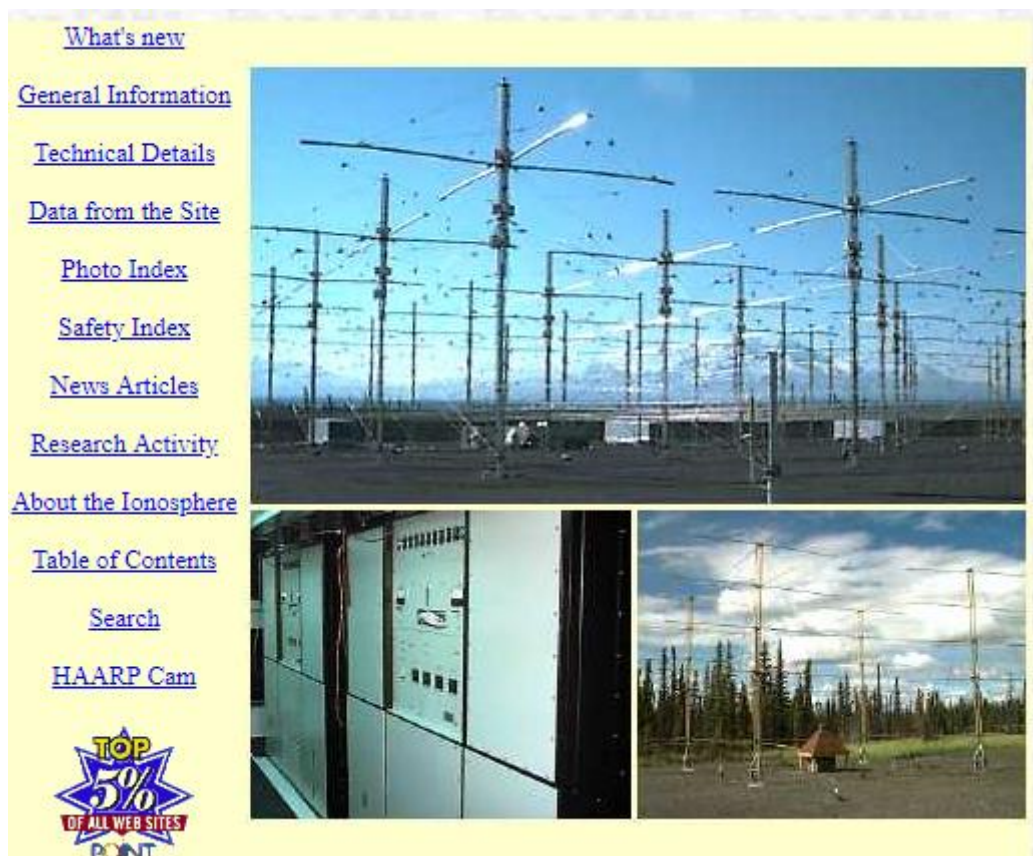 What's new
General Information
Technical Details
Data from the Site
Photo Index
Safety Index
News Articles
Research Activity
About the Ionosphere
Table of Contents
Search
HAARP Cam
TOP
5%
OF ALL WEB SITES
POINT